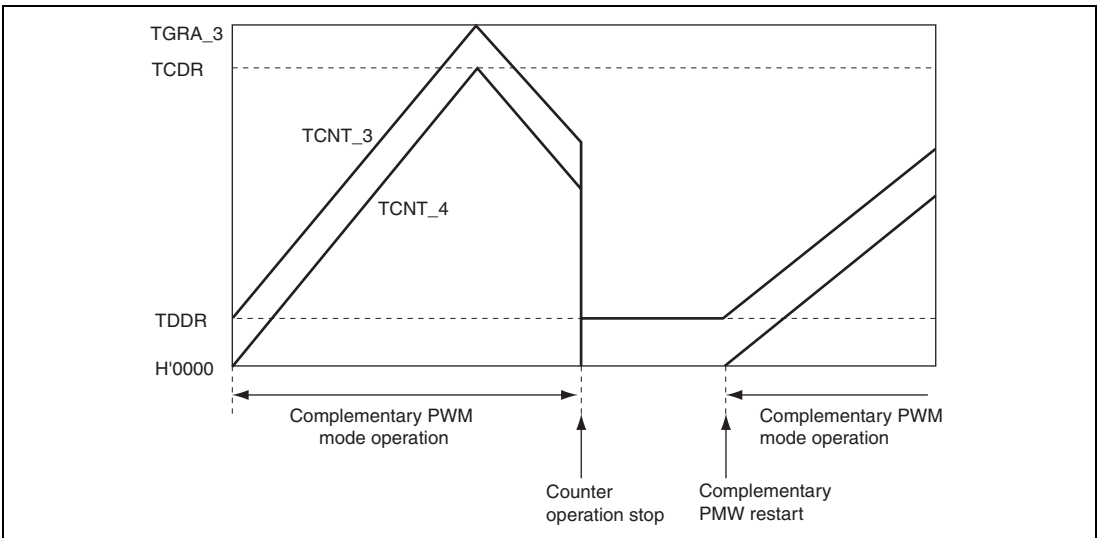 TGRA_3
TCDR
TCNT_3
TCNT_4
TDDR
H'0000
Complementary PWM
mode operation
Complementary PWM
mode operation
Counter
operation stop
Complementary
PMW restart